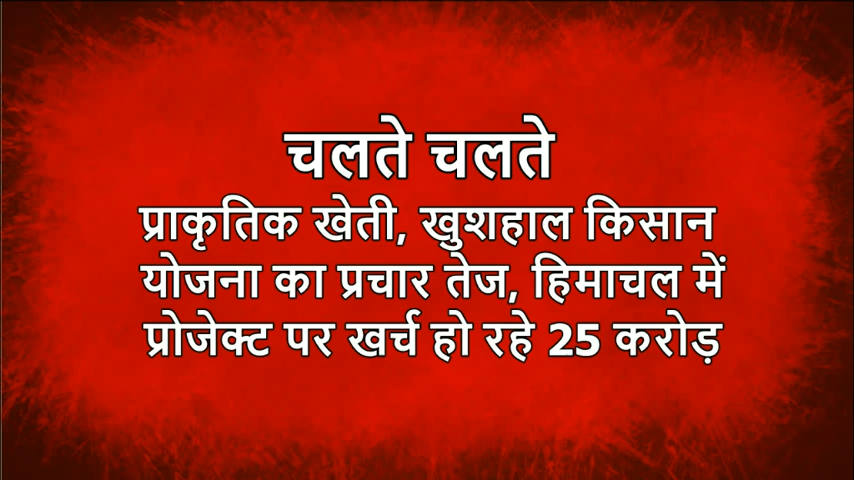 चलते चलते
प्राकृतिक खेती, खुशहाल किसान
योजना का प्रचार तेज, हिमाचल में
प्रोजेक्ट पर खर्च हो रहे 25 करोड़